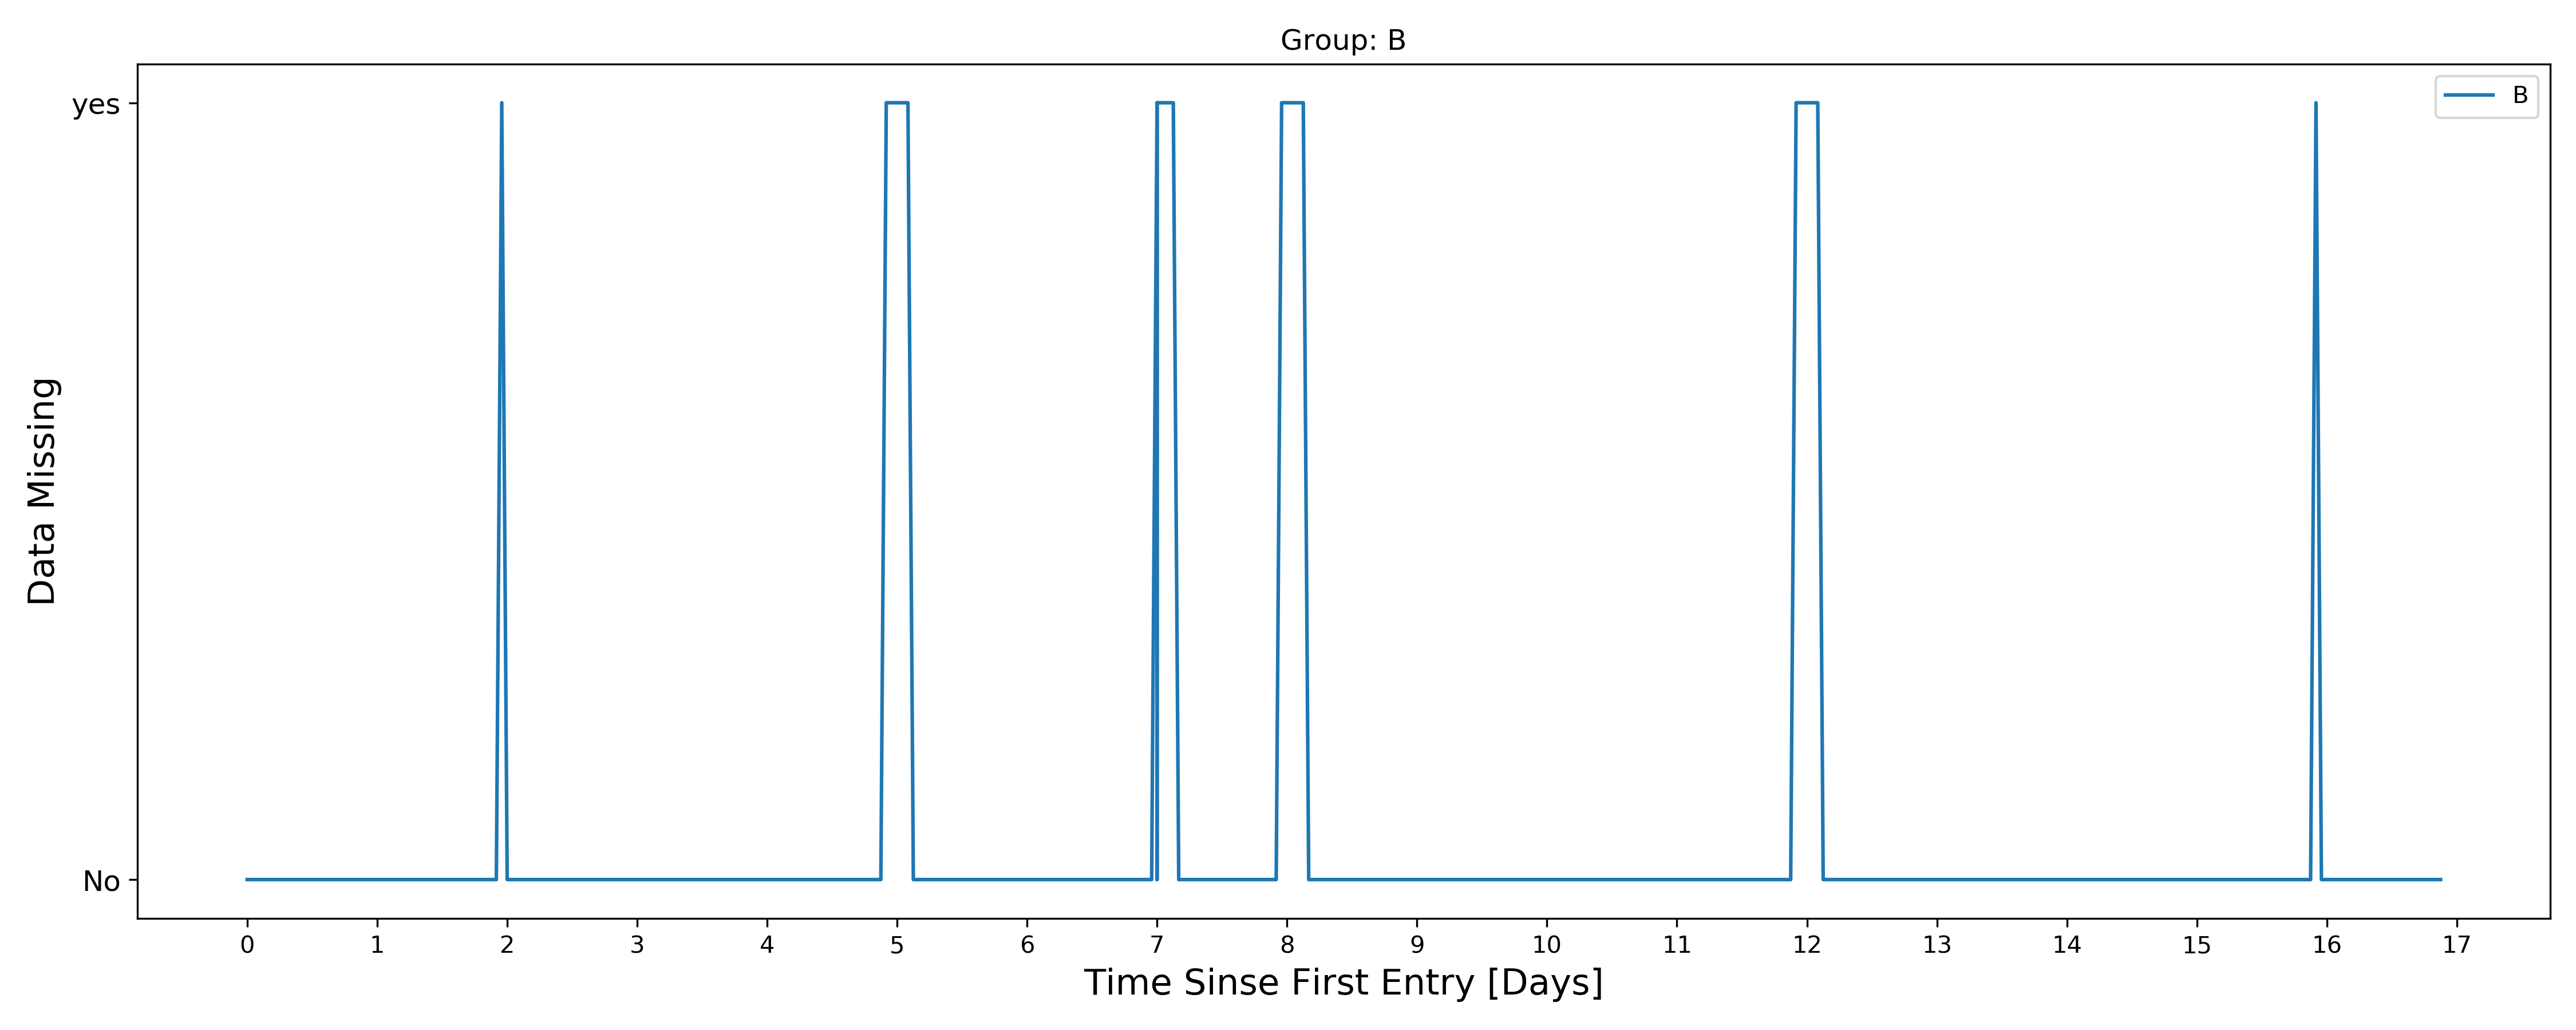 Group: B
yes
B
Data Missing
No
0 1 2 3 4 5 6 7 8 9 10 11 12 13 14 15 16 17
Time Sinse First Entry [Days]